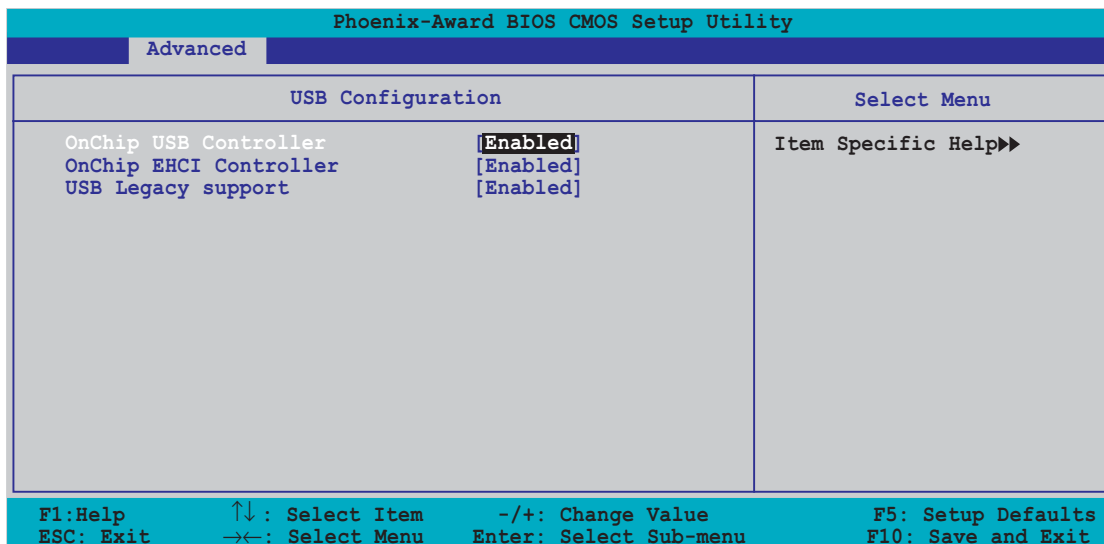 Phoenix-Award BIOS CMOS Setup Utility
Advanced
USB Configuration
Select Menu
OnChip USB Controller [Enabled]
OnChip EHCI Controller [Enabled]
USB Legacy support [Enabled]
Item Specific Help▶▶
F1:Help ↑↓: Select Item -/+: Change Value F5: Setup Defaults
ESC: Exit →←: Select Menu Enter: Select Sub-menu F10: Save and Exit